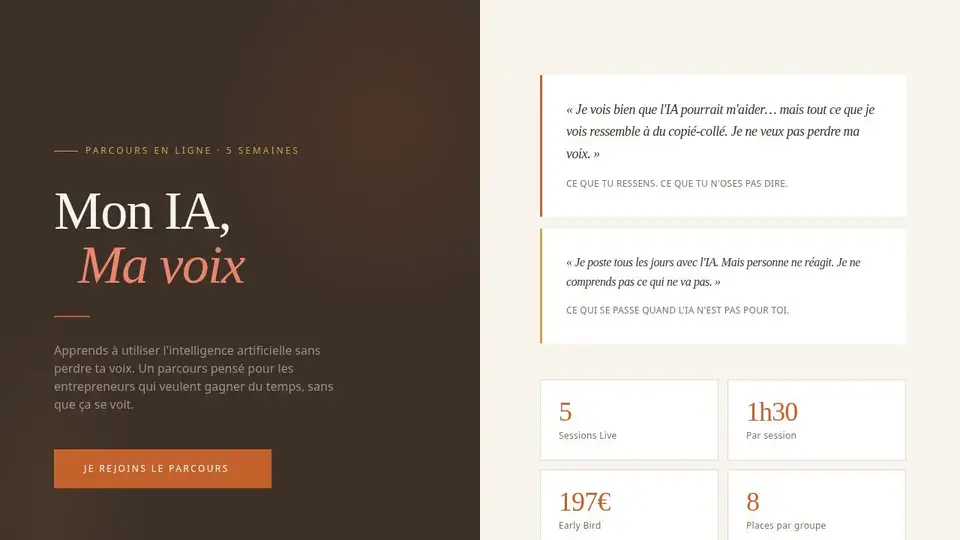 PARCOURS EN LIGNE · 5 SEMAINES
Mon IA,
Ma voix
Apprends à utiliser l'intelligence artificielle sans
perdre ta voix. Un parcours pensé pour les
entrepreneurs qui veulent gagner du temps, sans
que ça se voit.
JE REJOINS LE PARCOURS
« Je vois bien que l'IA pourrait m'aider… mais tout ce que je
vois ressemble à du copié-collé. Je ne veux pas perdre ma
voix. »
CE QUE TU RESSENS. CE QUE TU N'OSES PAS DIRE.
« Je poste tous les jours avec l'IA. Mais personne ne réagit. Je ne
comprends pas ce qui ne va pas. »
CE QUI SE PASSE QUAND L'IA N'EST PAS POUR TOI.
5
Sessions Live
1h30
Par session
197€
Early Bird
8
Places par groupe